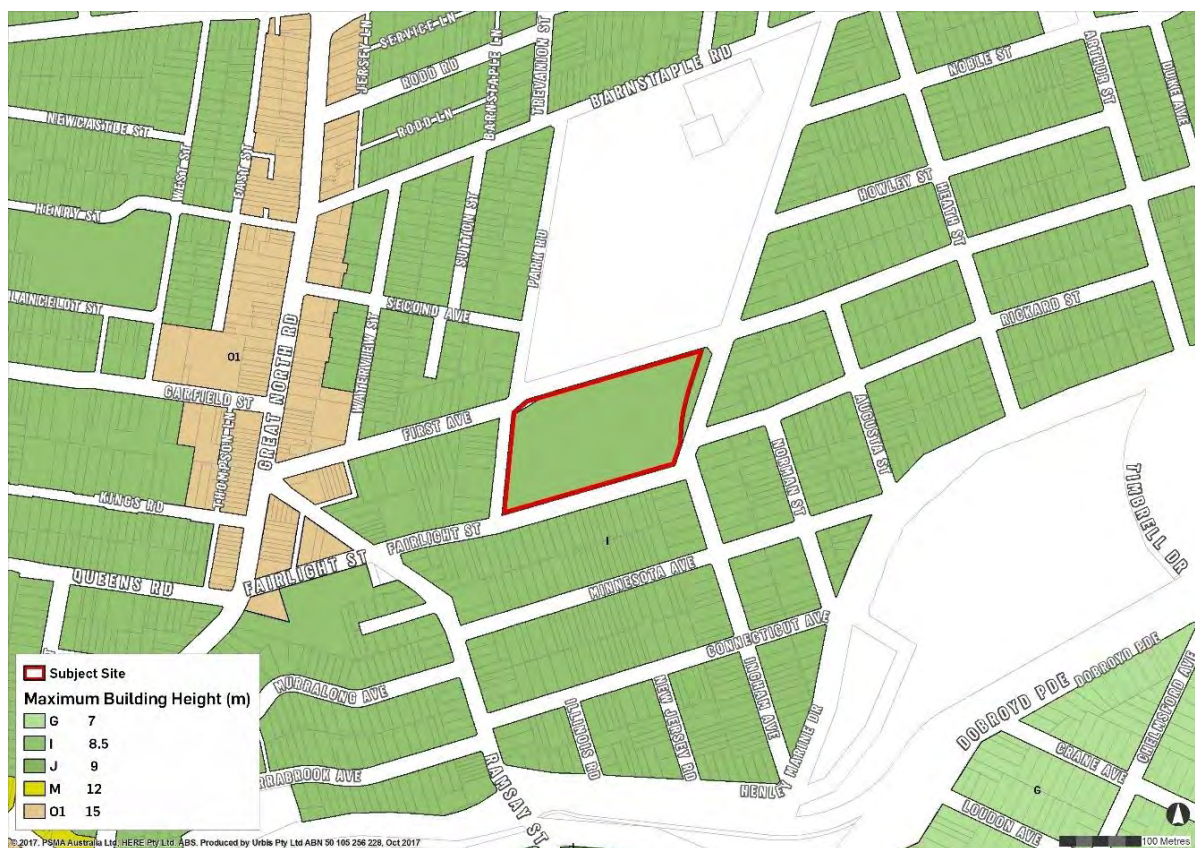 JERSEY LN
SERVICE LN
BARNSTAPLE LN
TREVANION ST
RODD RD
RODD LN
BARNSTAPLE RD
NOBLE ST
ARTHUR ST
DUKE AVE
NEWCASTLE ST
WEST ST
EAST ST
HENRY ST
SUTTON ST
PARK RD
HOWLEY ST
HEATH ST
LANCELOT ST
SECOND AVE
WATERVIEW ST
RICKARD ST
O1
GREAT NORTH RD
GARFIELD ST
THOMPSON LN
FIRST AVE
AUGUSTA ST
NORMAN ST
KINGS RD
TIMBRELL DR
FAIRLIGHT ST
FAIRLIGHT ST
I
QUEENS RD
MINNESOTA AVE
CONNECTICUT AVE
MURRALONG AVE
INGHAM AVE
NEW JERSEY RD
ILLINOIS RD
HENLEY MARINE DR
DOBROYD PDE
DOBROYD PDE
CHELMSFORD AVE
CRANE AVE
LOUDON AVE
G
RRABROOK AVE
RAMSAY ST
Subject Site
Maximum Building Height (m)
G 7
I 8.5
J 9
M 12
O1 15
© 2017. PSMA Australia Ltd, HERE Pty Ltd. ABS. Produced by Urbis Pty Ltd ABN 50 105 256 228, Oct 2017
100 Metres